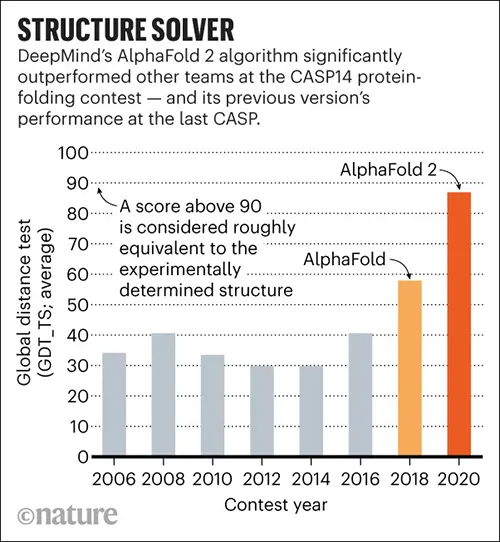 STRUCTURE SOLVER
DeepMind’s AlphaFold 2 algorithm significantly
outperformed other teams at the CASP14 protein-
folding contest — and its previous version’s
performance at the last CASP.
Global distance test
(GDT_TS; average)
100
90
80
70
60
50
40
30
20
10
0
A score above 90
is considered roughly
equivalent to the
experimentally
determined structure
AlphaFold 2
AlphaFold
2006 2008 2010 2012 2014 2016 2018 2020
Contest year
©nature